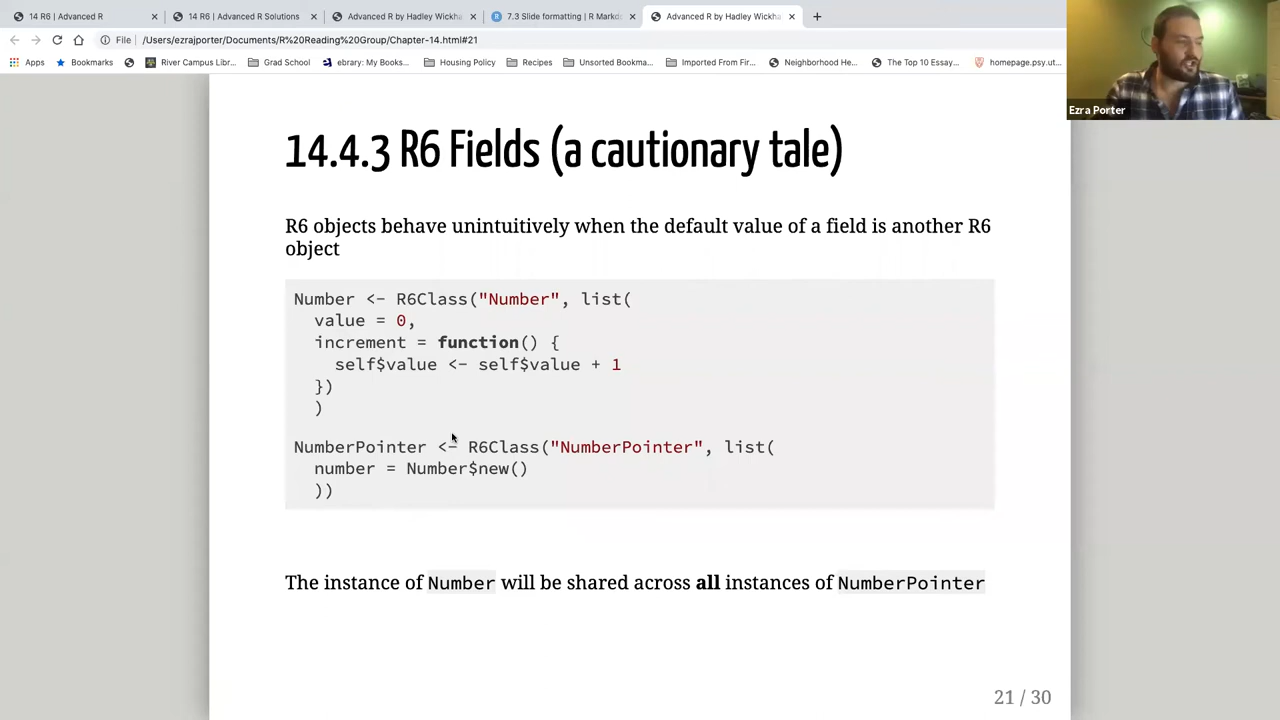 14 R6 | Advanced R
14 R6 | Advanced R Solutions
Advanced R by Hadley Wickha
7.3 Slide formatting | R Markdo
Advanced R by Hadley Wickha
File /Users/ezrajporter/Documents/R%20Reading%20Group/Chapter-14.html#21
Apps Bookmarks River Campus Libr... Grad School ebrary: My Books... Housing Policy Recipes Unsorted Bookma... Imported From Fir... Neighborhood He... The Top 10 Essay... homepage.psy.ut...
Ezra Porter
14.4.3 R6 Fields (a cautionary tale)
R6 objects behave unintuitively when the default value of a field is another R6
object
Number <- R6Class("Number", list(
  value = 0,
  increment = function() {
    self$value <- self$value + 1
  })
  )
NumberPointer <- R6Class("NumberPointer", list(
  number = Number$new()
  ))
The instance of Number will be shared across all instances of NumberPointer
21 / 30